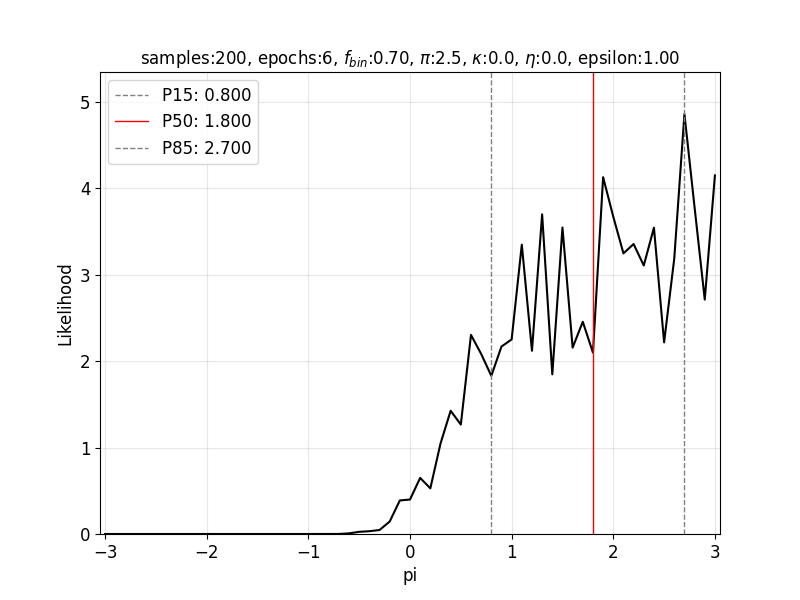 samples:200, epochs:6, f_bin:0.70, π:2.5, κ:0.0, η:0.0, epsilon:1.00
P15: 0.800
P50: 1.800
P85: 2.700
Likelihood
5
4
3
2
1
0
−3 −2 −1 0 1 2 3
pi